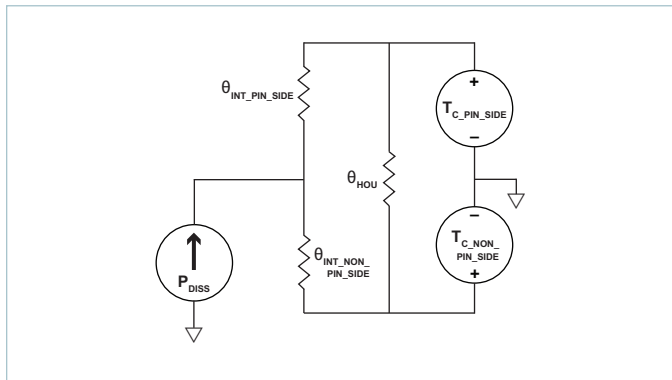 θINT_PIN_SIDE
+
TC_PIN_SIDE
–
θHOU
θINT_NON_
PIN_SIDE
–
TC_NON_
PIN_SIDE
+
PDISS